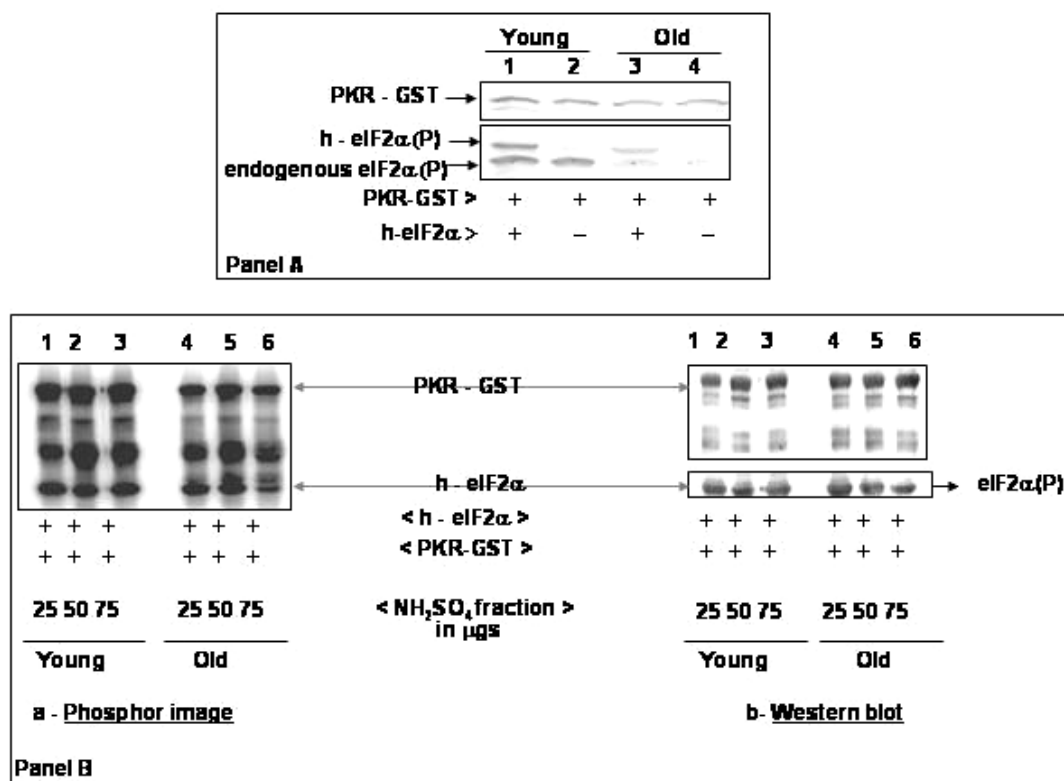 Young Old
1 2 3 4
PKR - GST
h - eIF2α(P)
endogenous eIF2α(P)
PKR-GST > + + + +
h-eIF2α > + – + –
Panel A
1 2 3 4 5 6 1 2 3 4 5 6
PKR - GST
h - eIF2α eIF2α(P)
+ + + + + + < h - eIF2α > + + + + + +
+ + + + + + < PKR-GST > + + + + + +
25 50 75 25 50 75 < NH₂SO₄ fraction > 25 50 75 25 50 75
in µgs
Young Old Young Old
a - Phosphor image b- Western blot
Panel B